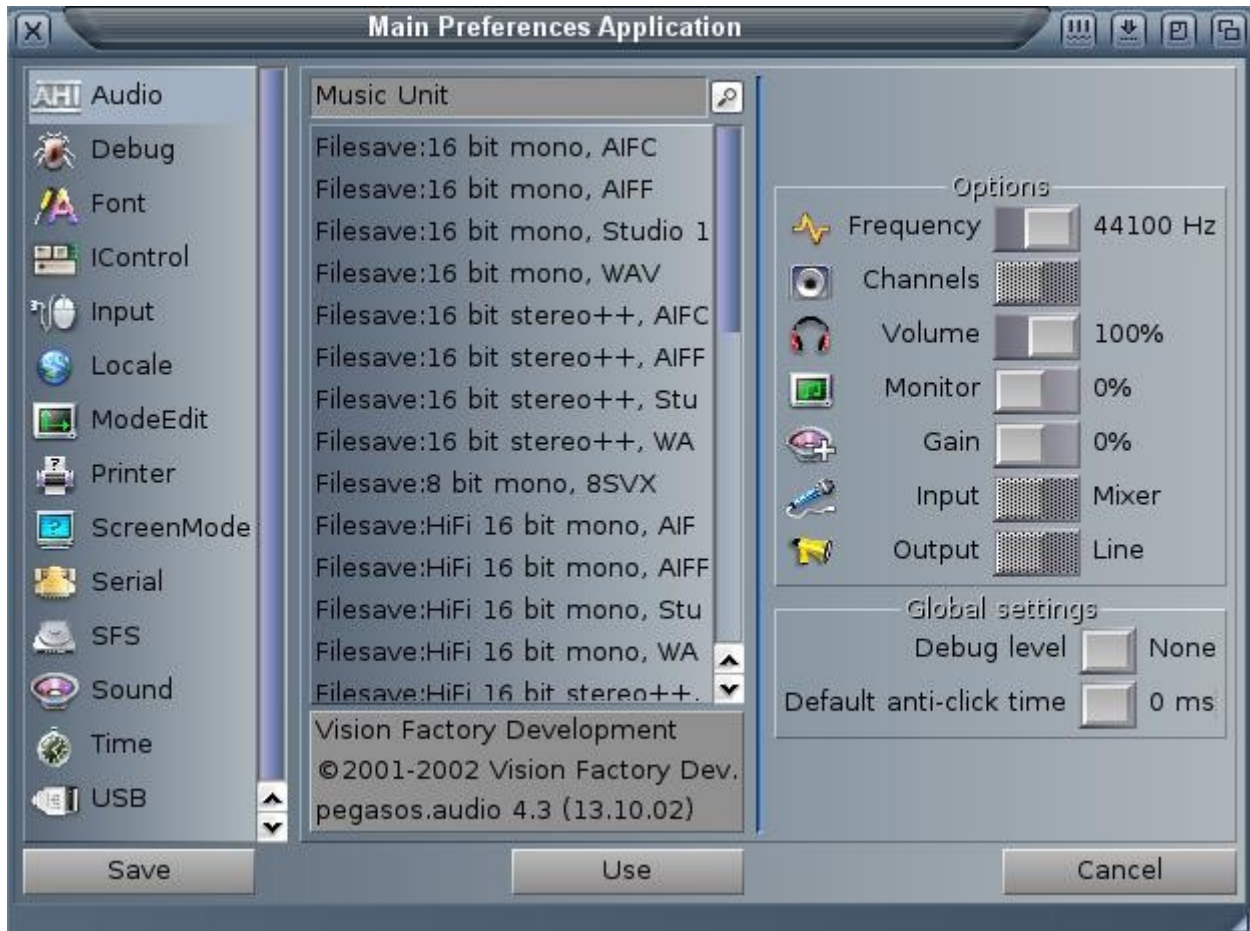 Main Preferences Application
AHI Audio
Debug
Font
IControl
Input
Locale
ModeEdit
Printer
ScreenMode
Serial
SFS
Sound
Time
USB
Music Unit
Filesave:16 bit mono, AIFC
Filesave:16 bit mono, AIFF
Filesave:16 bit mono, Studio 1
Filesave:16 bit mono, WAV
Filesave:16 bit stereo++, AIFC
Filesave:16 bit stereo++, AIFF
Filesave:16 bit stereo++, Stu
Filesave:16 bit stereo++, WA
Filesave:8 bit mono, 8SVX
Filesave:HiFi 16 bit mono, AIF
Filesave:HiFi 16 bit mono, AIFF
Filesave:HiFi 16 bit mono, Stu
Filesave:HiFi 16 bit mono, WA
Filesave:HiFi 16 bit stereo++,
Vision Factory Development
©2001-2002 Vision Factory Dev.
pegasos.audio 4.3 (13.10.02)
Options
Frequency 44100 Hz
Channels
Volume 100%
Monitor 0%
Gain 0%
Input Mixer
Output Line
Global settings
Debug level None
Default anti-click time 0 ms
Save
Use
Cancel